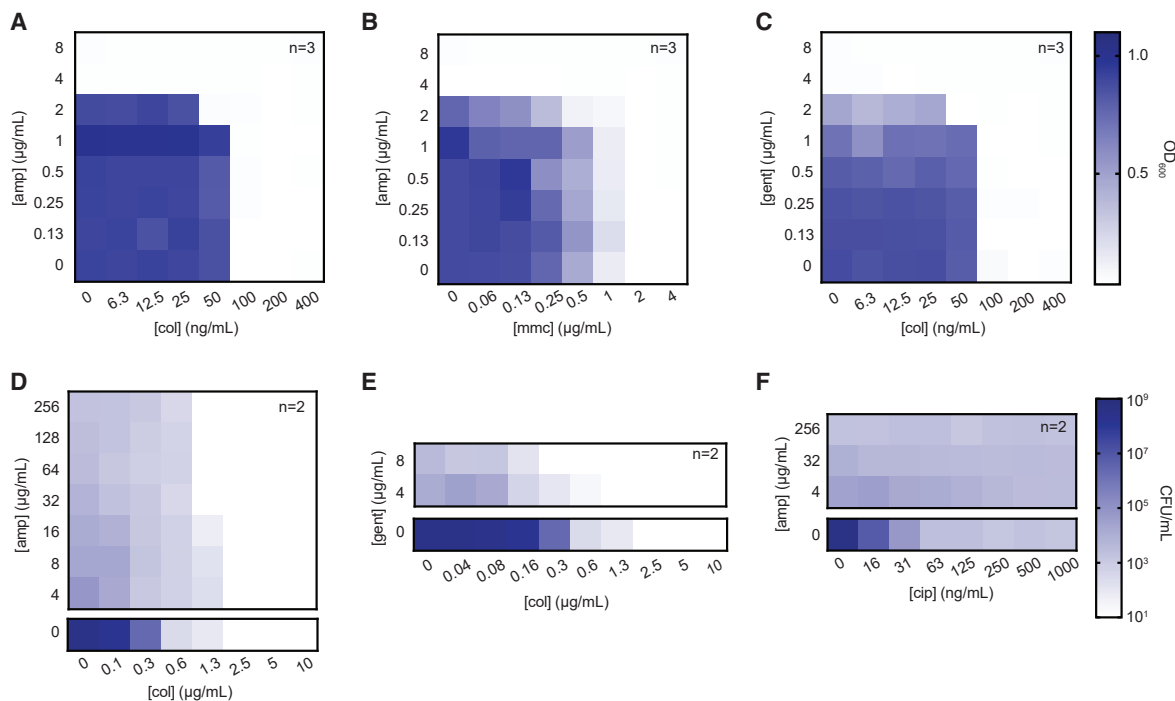 A
n=3
8
4
2
1
0.5
0.25
0.13
0
[amp] (µg/mL)
0 6.3 12.5 25 50 100 200 400
[col] (ng/mL)
B
n=3
8
4
2
1
0.5
0.25
0.13
0
[amp] (µg/mL)
0 0.06 0.13 0.25 0.5 1 2 4
[mmc] (µg/mL)
C
n=3
8
4
2
1
0.5
0.25
0.13
0
[gent] (µg/mL)
0 6.3 12.5 25 50 100 200 400
[col] (ng/mL)
1.0
0.5
OD600
D
n=2
256
128
64
32
16
8
4
0
[amp] (µg/mL)
0 0.1 0.3 0.6 1.3 2.5 5 10
[col] (µg/mL)
E
n=2
8
4
0
[gent] (µg/mL)
0 0.04 0.08 0.16 0.3 0.6 1.3 2.5 5 10
[col] (µg/mL)
F
n=2
256
32
4
0
[amp] (µg/mL)
0 16 31 63 125 250 500 1000
[cip] (ng/mL)
10⁹
10⁷
10⁵
10³
10¹
CFU/mL